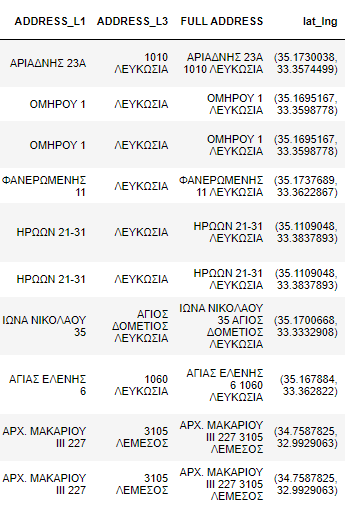 ADDRESS_L1 ADDRESS_L3 FULL ADDRESS lat_lng
ΑΡΙΑΔΝΗΣ 23Α 1010 ΛΕΥΚΩΣΙΑ ΑΡΙΑΔΝΗΣ 23Α 1010 ΛΕΥΚΩΣΙΑ (35.1730038, 33.3574499)
ΟΜΗΡΟΥ 1 ΛΕΥΚΩΣΙΑ ΟΜΗΡΟΥ 1 ΛΕΥΚΩΣΙΑ (35.1695167, 33.3598778)
ΟΜΗΡΟΥ 1 ΛΕΥΚΩΣΙΑ ΟΜΗΡΟΥ 1 ΛΕΥΚΩΣΙΑ (35.1695167, 33.3598778)
ΦΑΝΕΡΩΜΕΝΗΣ 11 ΛΕΥΚΩΣΙΑ ΦΑΝΕΡΩΜΕΝΗΣ 11 ΛΕΥΚΩΣΙΑ (35.1737689, 33.3622867)
ΗΡΩΩΝ 21-31 ΛΕΥΚΩΣΙΑ ΗΡΩΩΝ 21-31 ΛΕΥΚΩΣΙΑ (35.1109048, 33.3837893)
ΗΡΩΩΝ 21-31 ΛΕΥΚΩΣΙΑ ΗΡΩΩΝ 21-31 ΛΕΥΚΩΣΙΑ (35.1109048, 33.3837893)
ΙΩΝΑ ΝΙΚΟΛΑΟΥ 35 ΑΓΙΟΣ ΔΟΜΕΤΙΟΣ ΛΕΥΚΩΣΙΑ ΙΩΝΑ ΝΙΚΟΛΑΟΥ 35 ΑΓΙΟΣ ΔΟΜΕΤΙΟΣ ΛΕΥΚΩΣΙΑ (35.1700668, 33.3332908)
ΑΓΙΑΣ ΕΛΕΝΗΣ 6 1060 ΛΕΥΚΩΣΙΑ ΑΓΙΑΣ ΕΛΕΝΗΣ 6 1060 ΛΕΥΚΩΣΙΑ (35.167884, 33.362822)
ΑΡΧ. ΜΑΚΑΡΙΟΥ ΙΙΙ 227 3105 ΛΕΜΕΣΟΣ ΑΡΧ. ΜΑΚΑΡΙΟΥ ΙΙΙ 227 3105 ΛΕΜΕΣΟΣ (34.7587825, 32.9929063)
ΑΡΧ. ΜΑΚΑΡΙΟΥ ΙΙΙ 227 3105 ΛΕΜΕΣΟΣ ΑΡΧ. ΜΑΚΑΡΙΟΥ ΙΙΙ 227 3105 ΛΕΜΕΣΟΣ (34.7587825, 32.9929063)